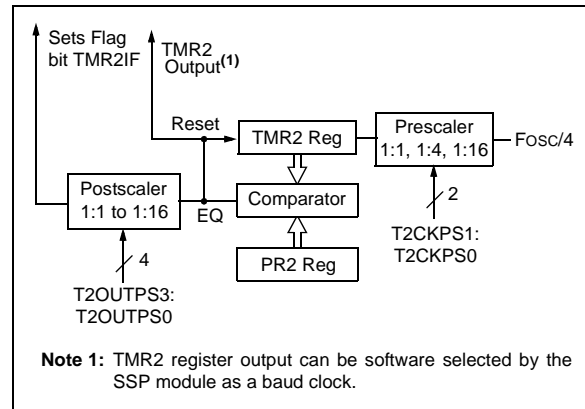 Sets Flag
bit TMR2IF
TMR2
Output(1)
Reset
TMR2 Reg
Prescaler
1:1, 1:4, 1:16
FOSC/4
Postscaler
1:1 to 1:16
EQ
Comparator
2
T2CKPS1:
T2CKPS0
4
PR2 Reg
T2OUTPS3:
T2OUTPS0
Note 1: TMR2 register output can be software selected by the
SSP module as a baud clock.